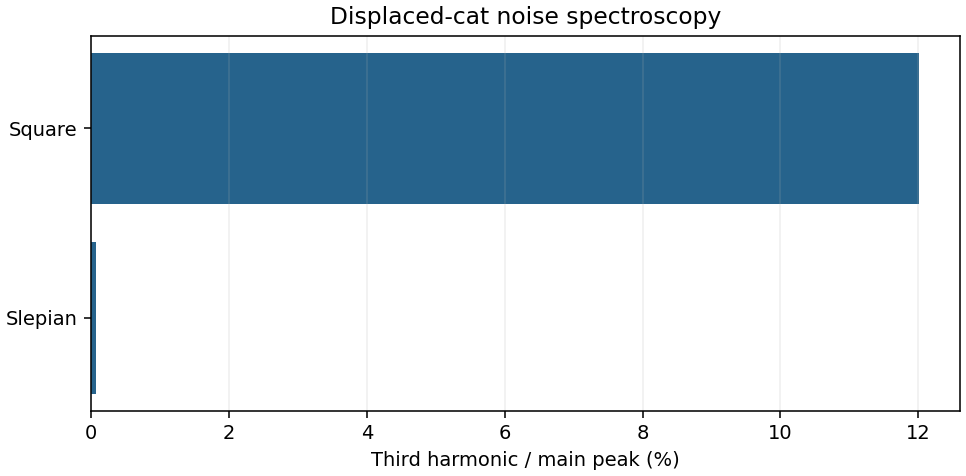 Displaced-cat noise spectroscopy
Square
Slepian
0 2 4 6 8 10 12
Third harmonic / main peak (%)